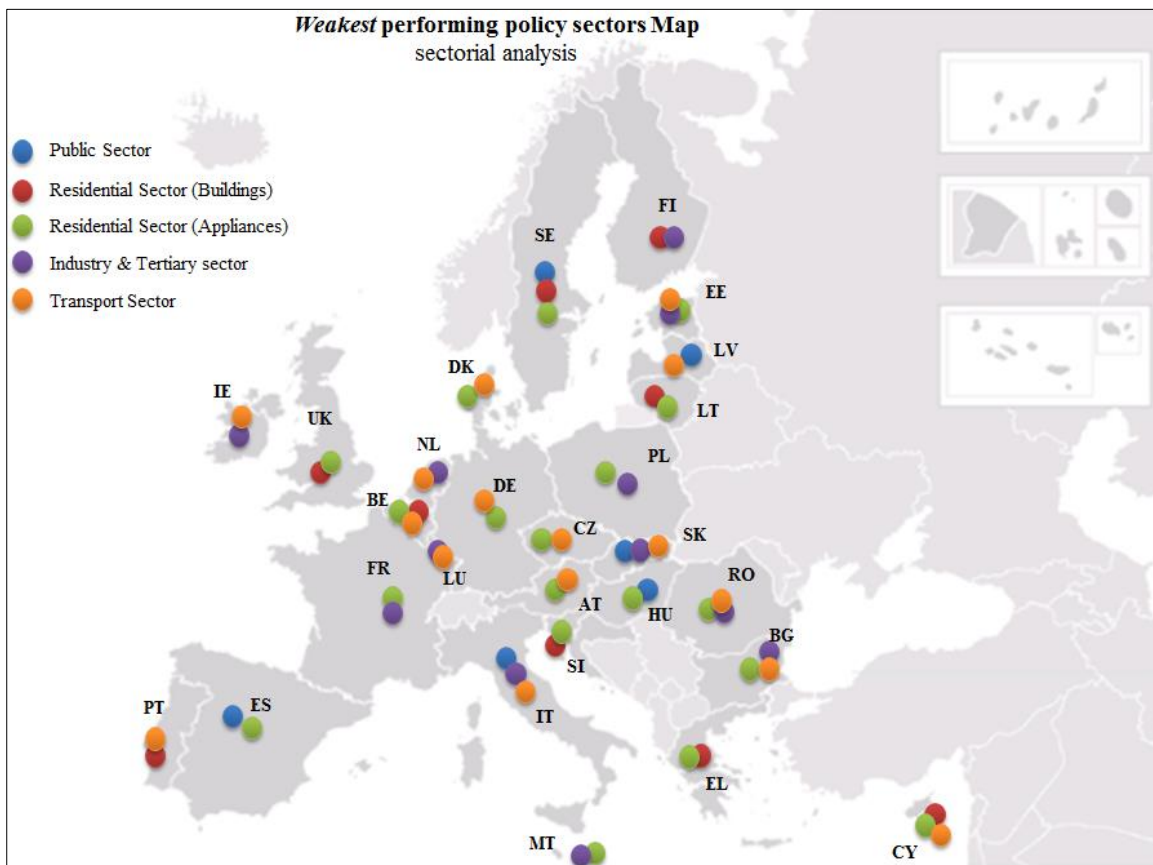 Weakest performing policy sectors Map
sectorial analysis
Public Sector
Residential Sector (Buildings)
Residential Sector (Appliances)
Industry & Tertiary sector
Transport Sector
FI
SE
EE
LV
DK
LT
IE
UK
NL
PL
DE
BE
CZ
SK
LU
FR
RO
AT
HU
BG
SI
PT
ES
IT
EL
MT
CY